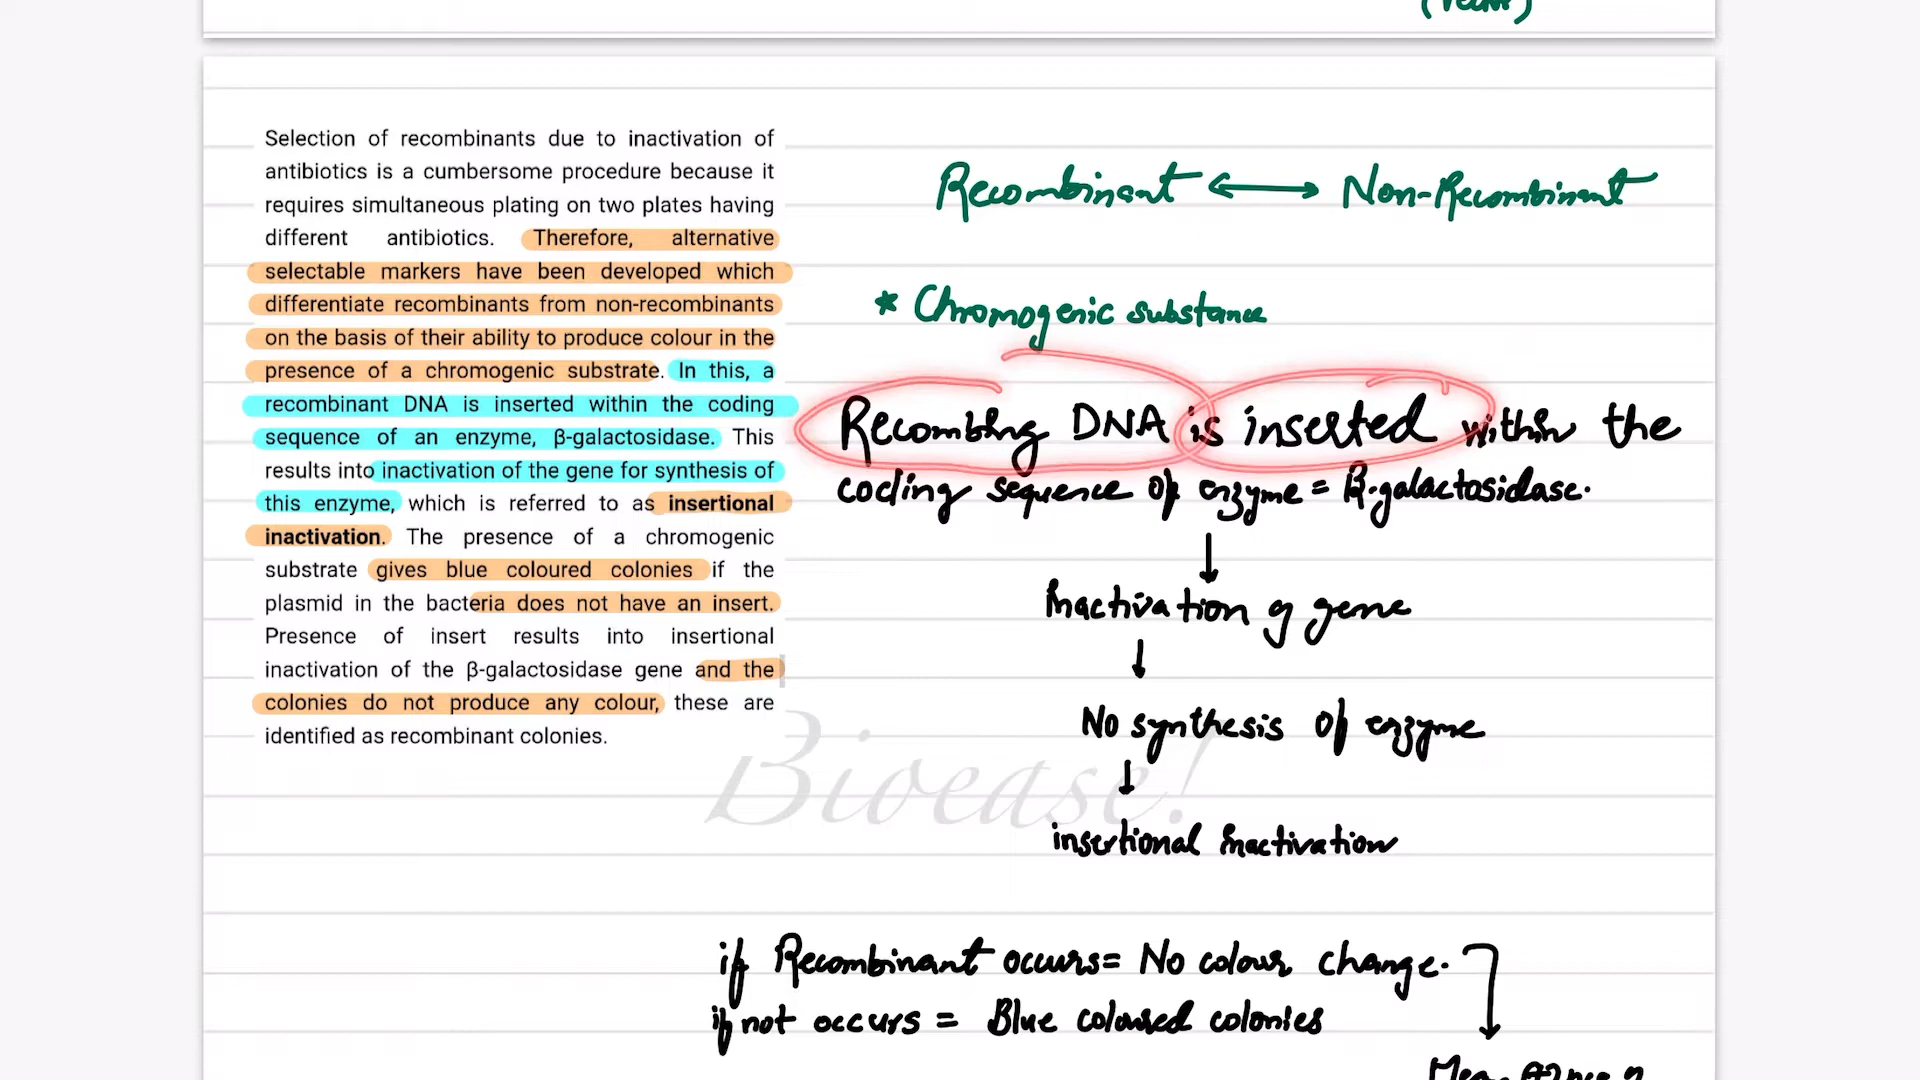 (vector)
Selection of recombinants due to inactivation of
antibiotics is a cumbersome procedure because it
requires simultaneous plating on two plates having
different antibiotics. Therefore, alternative
selectable markers have been developed which
differentiate recombinants from non-recombinants
on the basis of their ability to produce colour in the
presence of a chromogenic substrate. In this, a
recombinant DNA is inserted within the coding
sequence of an enzyme, β-galactosidase. This
results into inactivation of the gene for synthesis of
this enzyme, which is referred to as insertional
inactivation. The presence of a chromogenic
substrate gives blue coloured colonies if the
plasmid in the bacteria does not have an insert.
Presence of insert results into insertional
inactivation of the β-galactosidase gene and the
colonies do not produce any colour, these are
identified as recombinant colonies.
Recombinant ↔ Non-Recombinant
* Chromogenic substance
DNA is inserted within the
coding sequence of enzyme = β-galactosidase.
↓
Inactivation of gene
↓
No synthesis of enzyme
↓
insertional Inactivation
Bioease!
if Recombinant occurs = No colour change.
if not occurs = Blue coloured colonies